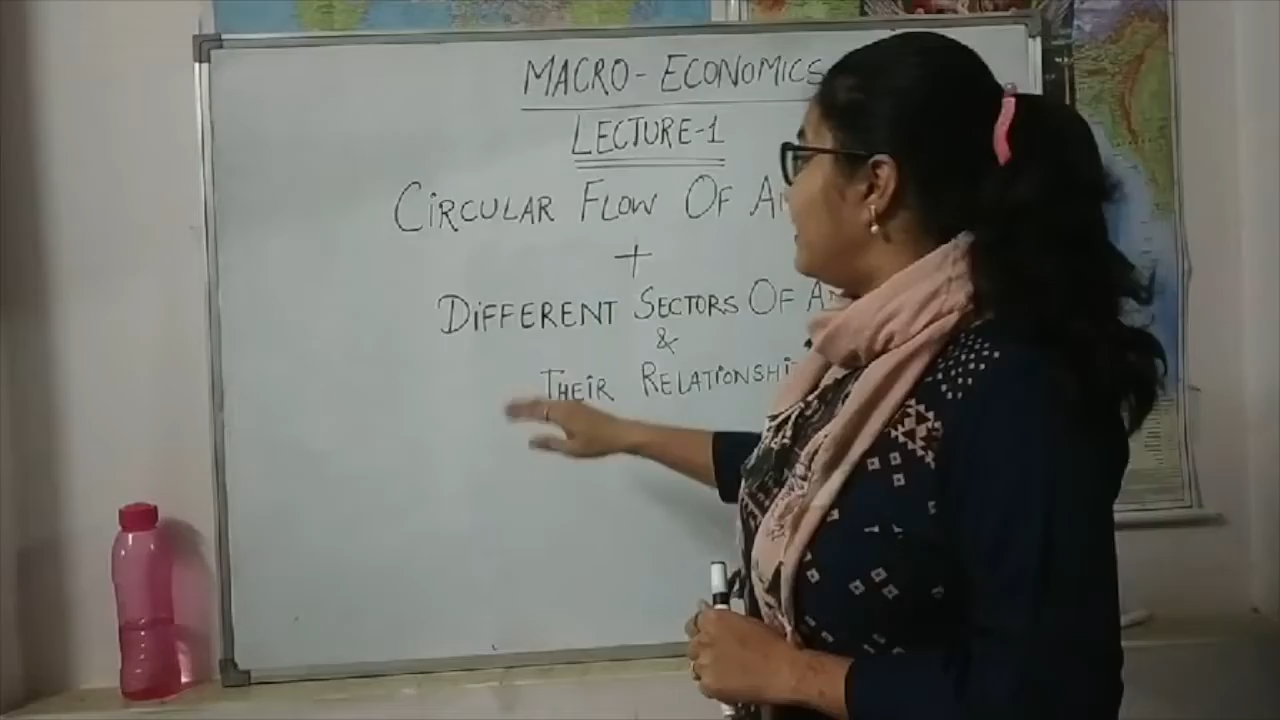 MACRO-ECONOMICS
LECTURE-1
CIRCULAR FLOW OF
+
DIFFERENT SECTORS OF
&
THEIR